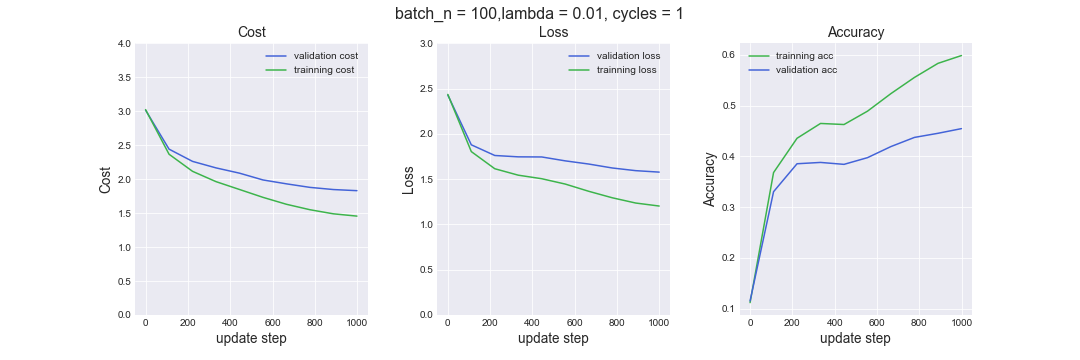 batch_n = 100,lambda = 0.01, cycles = 1
Cost
validation cost
trainning cost
4.0
3.5
3.0
2.5
2.0
1.5
1.0
0.5
0.0
0
200
400
600
800
1000
Cost
update step
Loss
validation loss
trainning loss
3.0
2.5
2.0
1.5
1.0
0.5
0.0
0
200
400
600
800
1000
Loss
update step
Accuracy
trainning acc
validation acc
0.6
0.5
0.4
0.3
0.2
0.1
0
200
400
600
800
1000
Accuracy
update step